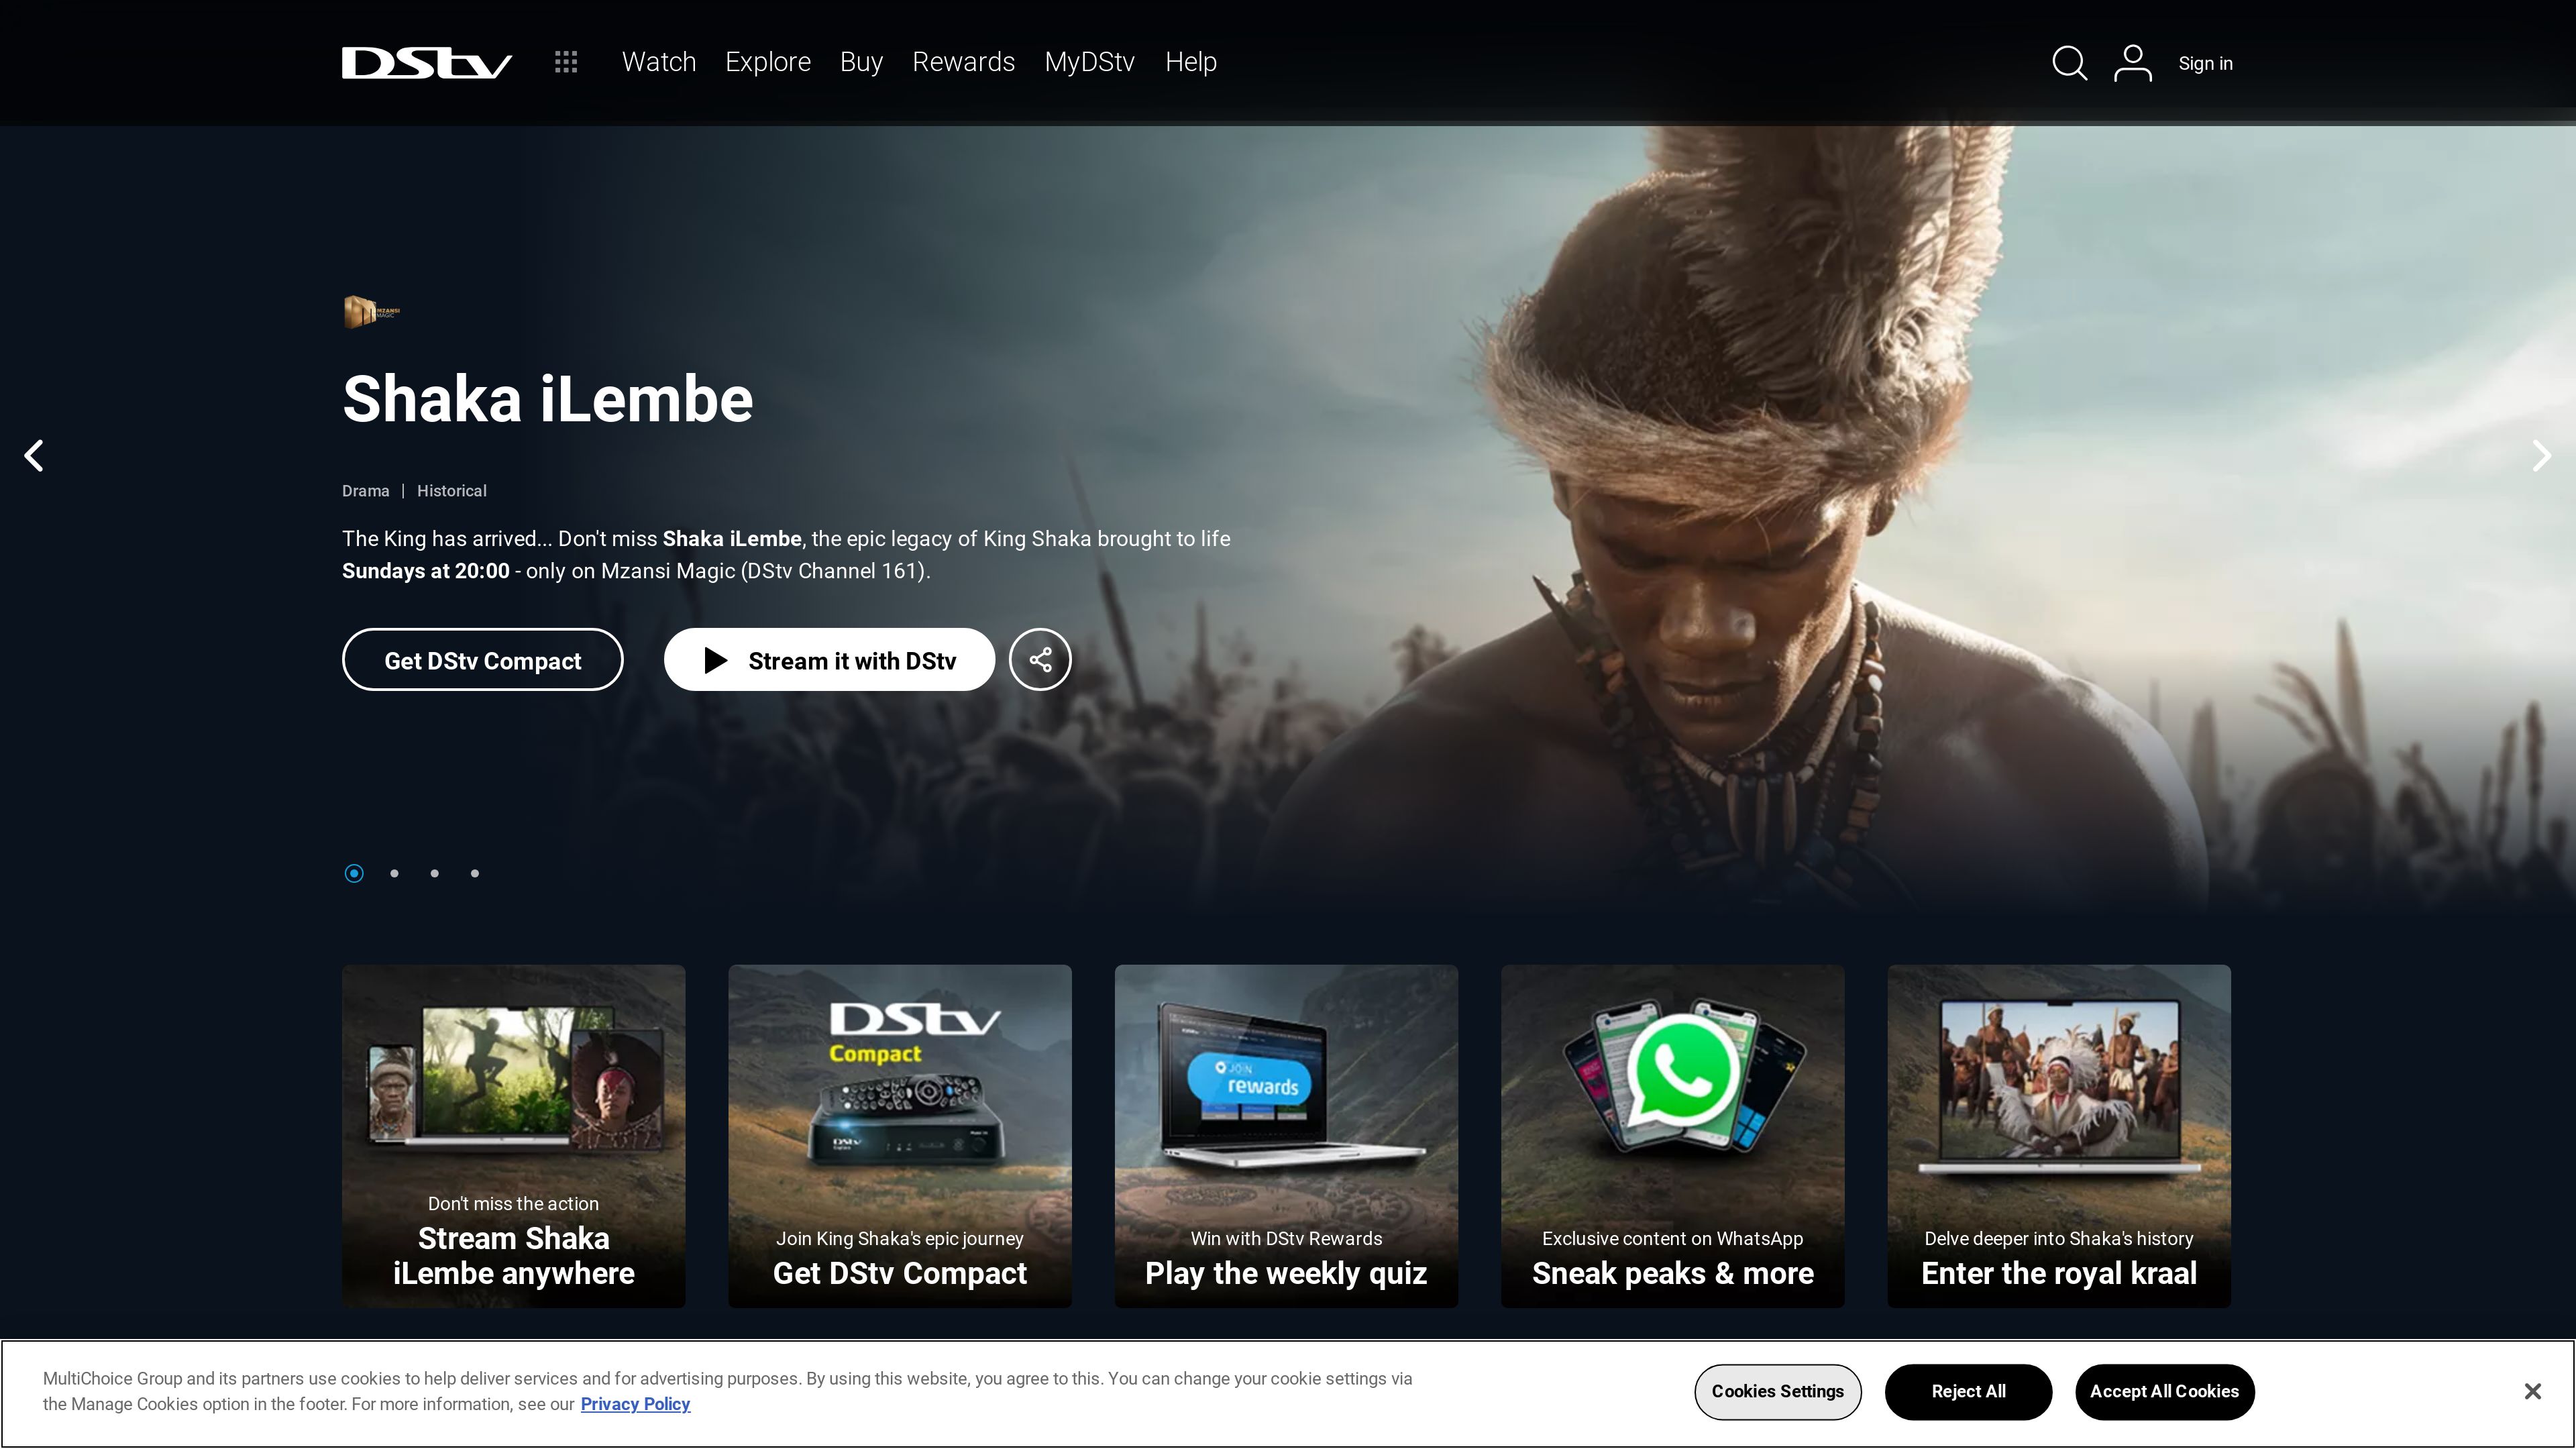 DStv
Watch Explore Buy Rewards MyDStv Help
Sign in
MZANSI
MAGIC
Shaka iLembe
Drama | Historical
The King has arrived... Don't miss Shaka iLembe, the epic legacy of King Shaka brought to life
Sundays at 20:00 - only on Mzansi Magic (DStv Channel 161).
Get DStv Compact
Stream it with DStv
Don't miss the action
Stream Shaka
iLembe anywhere
DStv
Compact
DStv
Join King Shaka's epic journey
Get DStv Compact
JOIN
rewards
Win with DStv Rewards
Play the weekly quiz
Exclusive content on WhatsApp
Sneak peaks & more
Delve deeper into Shaka's history
Enter the royal kraal
MultiChoice Group and its partners use cookies to help deliver services and for advertising purposes. By using this website, you agree to this. You can change your cookie settings via
the Manage Cookies option in the footer. For more information, see our Privacy Policy
Cookies Settings
Reject All
Accept All Cookies